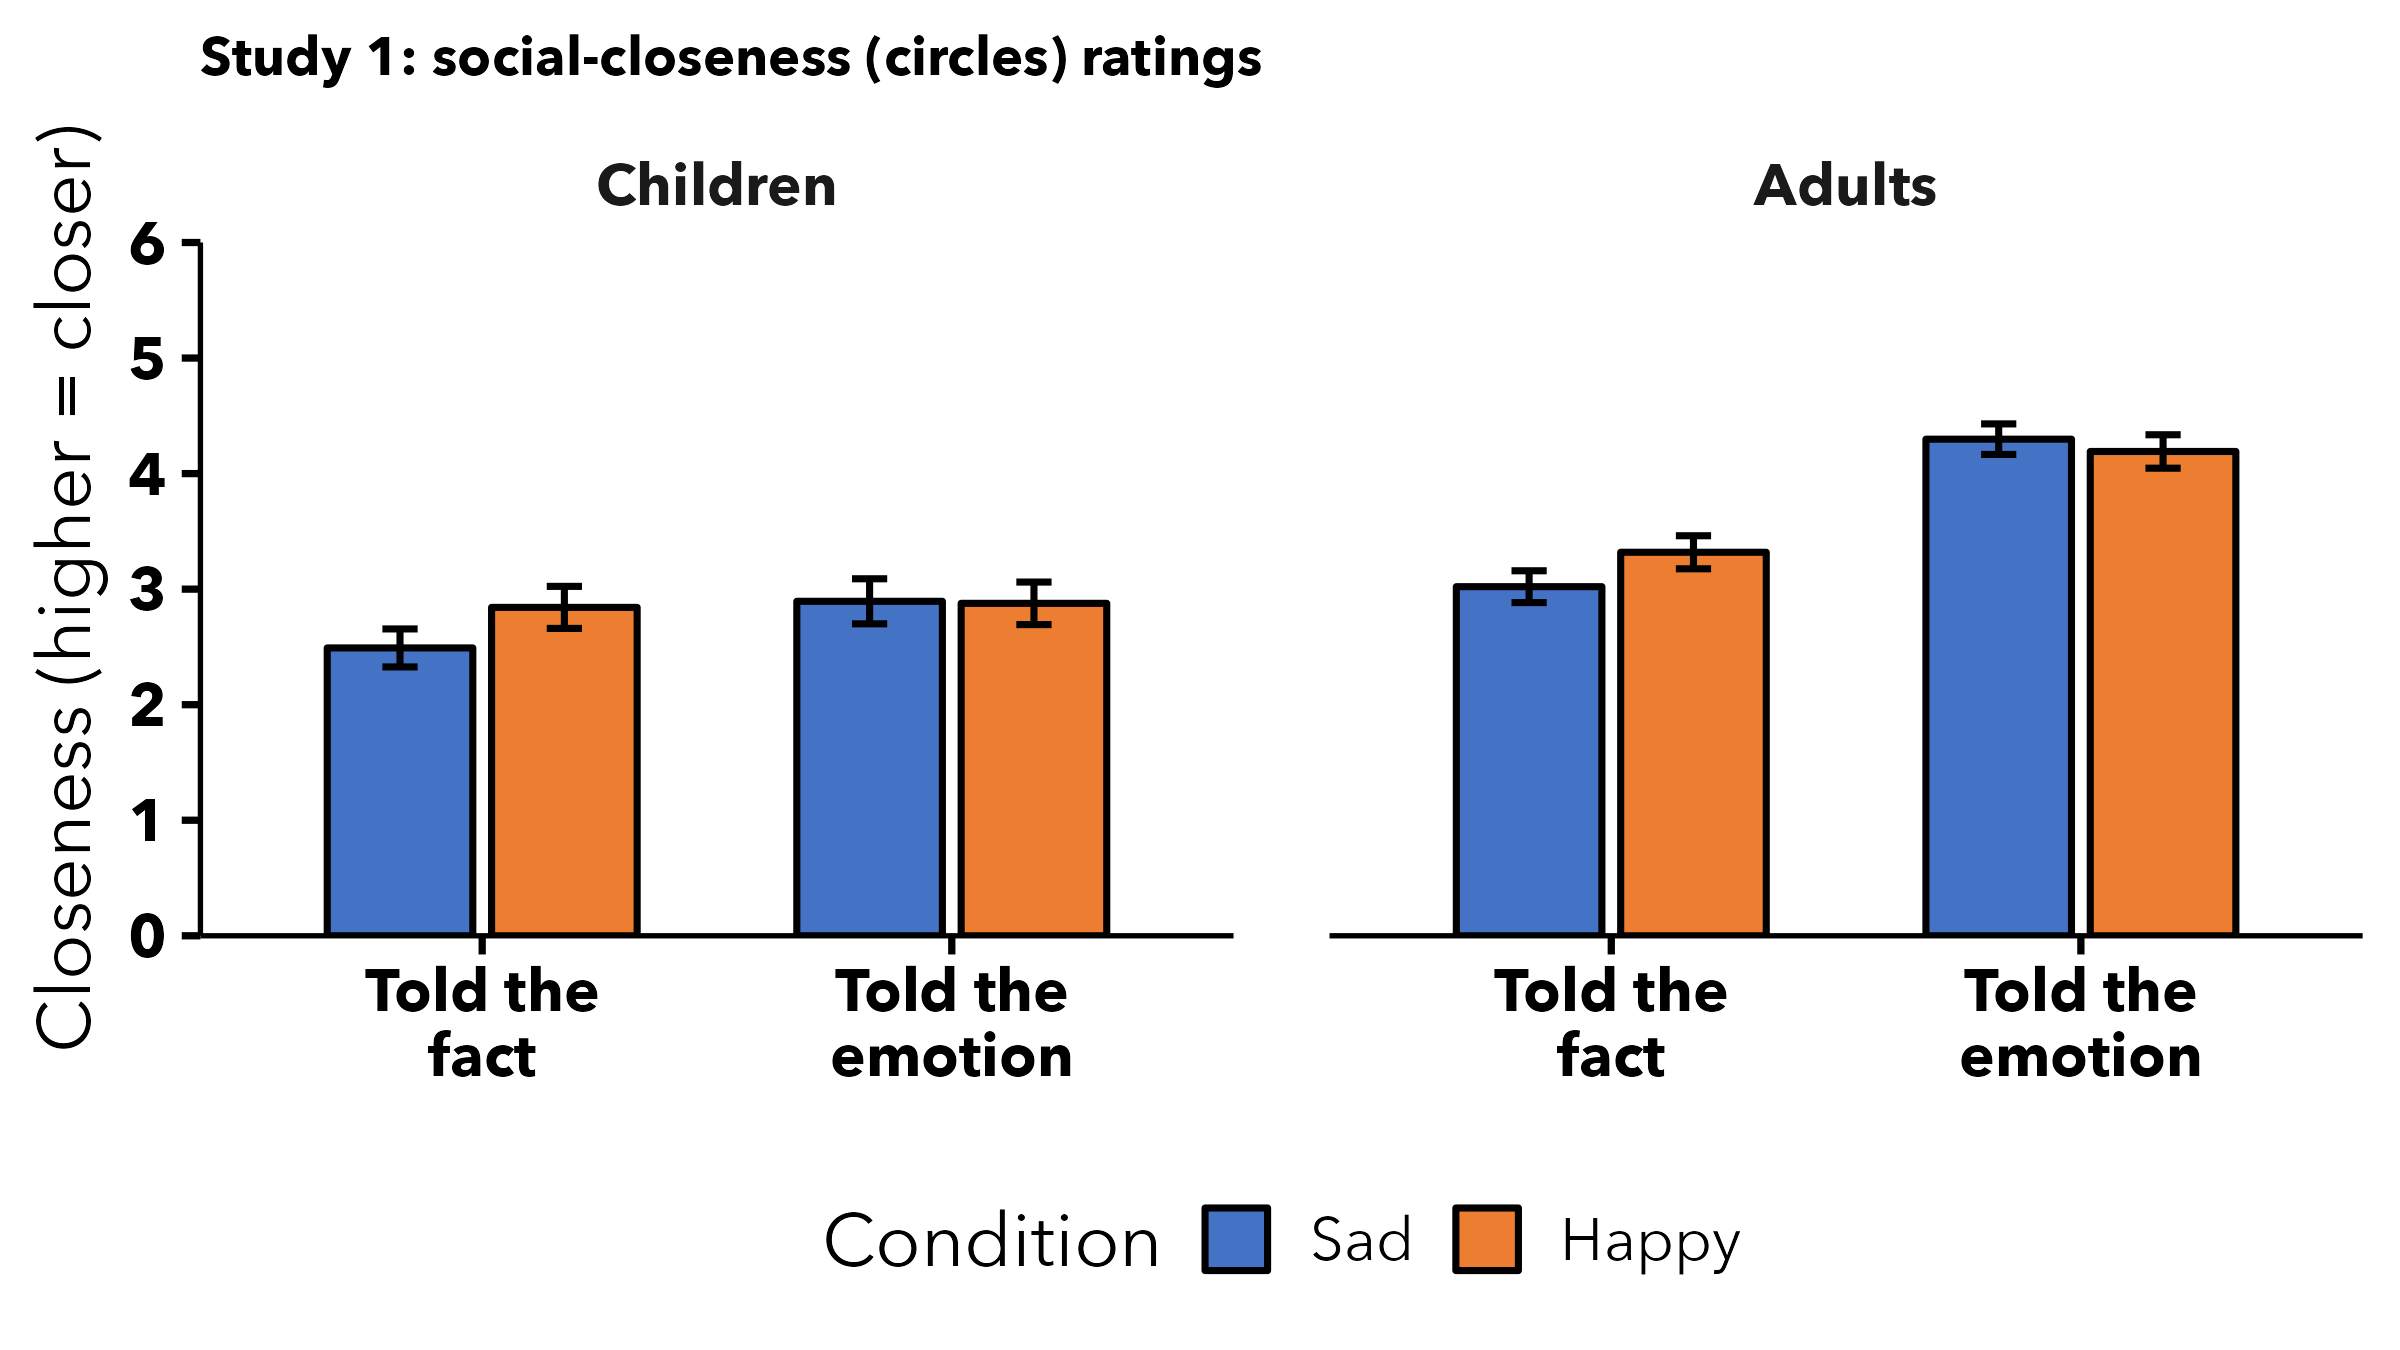 Study 1: social-closeness (circles) ratings
Children
Adults
Closeness (higher = closer)
6
5
4
3
2
1
0
Told the
fact
Told the
emotion
Told the
fact
Told the
emotion
Condition
Sad
Happy